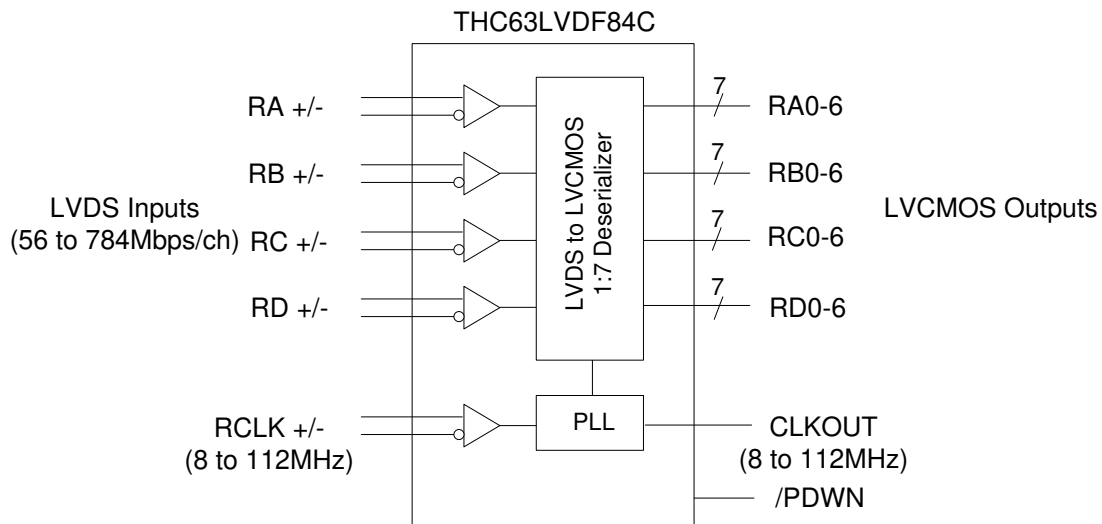 THC63LVDF84C
RA +/-
7
RA0-6
RB +/-
7
RB0-6
LVDS Inputs
(56 to 784Mbps/ch)
RC +/-
7
RC0-6
LVCMOS Outputs
RD +/-
7
RD0-6
LVDS to LVCMOS
1:7 Deserializer
RCLK +/-
(8 to 112MHz)
PLL
CLKOUT
(8 to 112MHz)
/PDWN